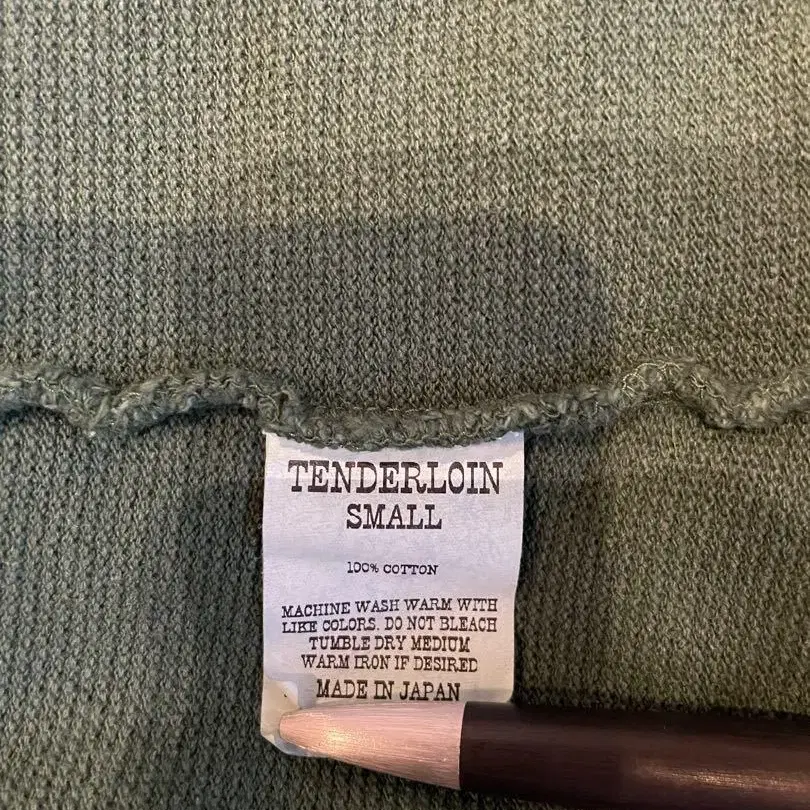 TENDERLOIN
SMALL
100% COTTON
MACHINE WASH WARM WITH
LIKE COLORS. DO NOT BLEACH
TUMBLE DRY MEDIUM
WARM IRON IF DESIRED
MADE IN JAPAN